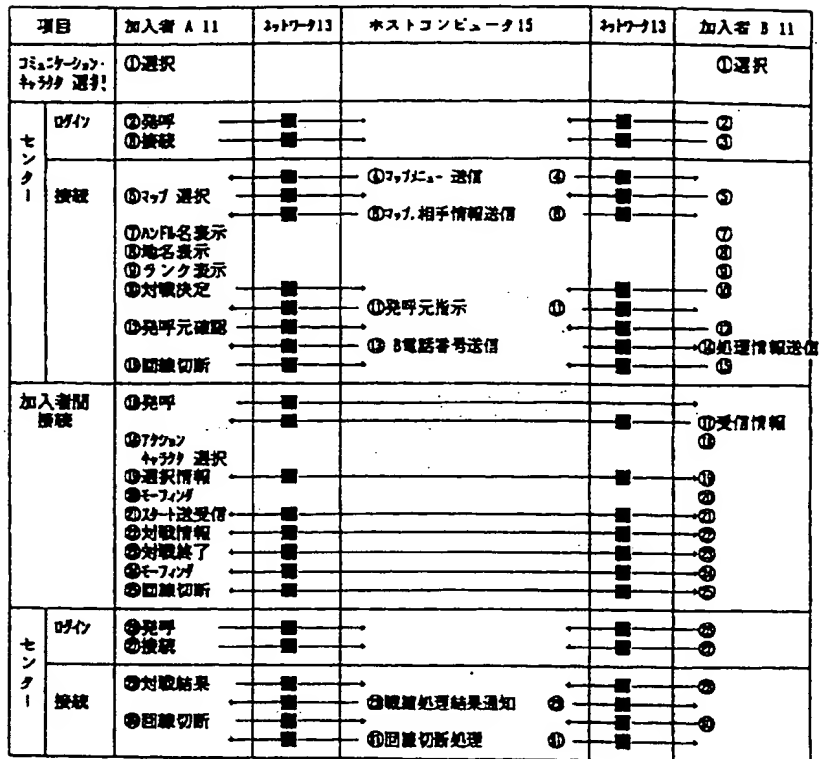 項目 加入者 A 11 ネットワーク13 ホストコンピュータ15 ネットワーク13 加入者 B 11
コミュニケーション・ ①選択 ①選択
キャラクタ 選択
センター
ログイン ②発呼 ②
③接続 ③
接続
④マップメニュー 送信 ④
⑤マップ 選択 ⑤
⑥マップ.相手情報送信 ⑥
⑦ハンドル名表示 ⑦
⑧地名表示 ⑧
⑨ランク表示 ⑨
⑩対戦決定 ⑩
⑪発呼元指示 ⑪
⑫発呼元確認 ⑫
⑬ B電話番号送信 ⑭処理情報送信
⑮回線切断 ⑮
加入者間 ⑯発呼
接続 ⑰受信情報
⑱アクション ⑱
キャラクタ 選択
⑲選択情報 ⑲
⑳モーフィング ⑳
㉑スタート送受信 ㉑
㉒対戦情報 ㉒
㉓対戦終了 ㉓
㉔モーフィング ㉔
㉕回線切断 ㉕
センター
ログイン ㉖発呼 ㉖
㉗接続 ㉗
接続
㉘対戦結果 ㉘
㉙戦績処理結果通知 ㉙
㉚回線切断 ㉚
㉛回線切断処理 ㉛